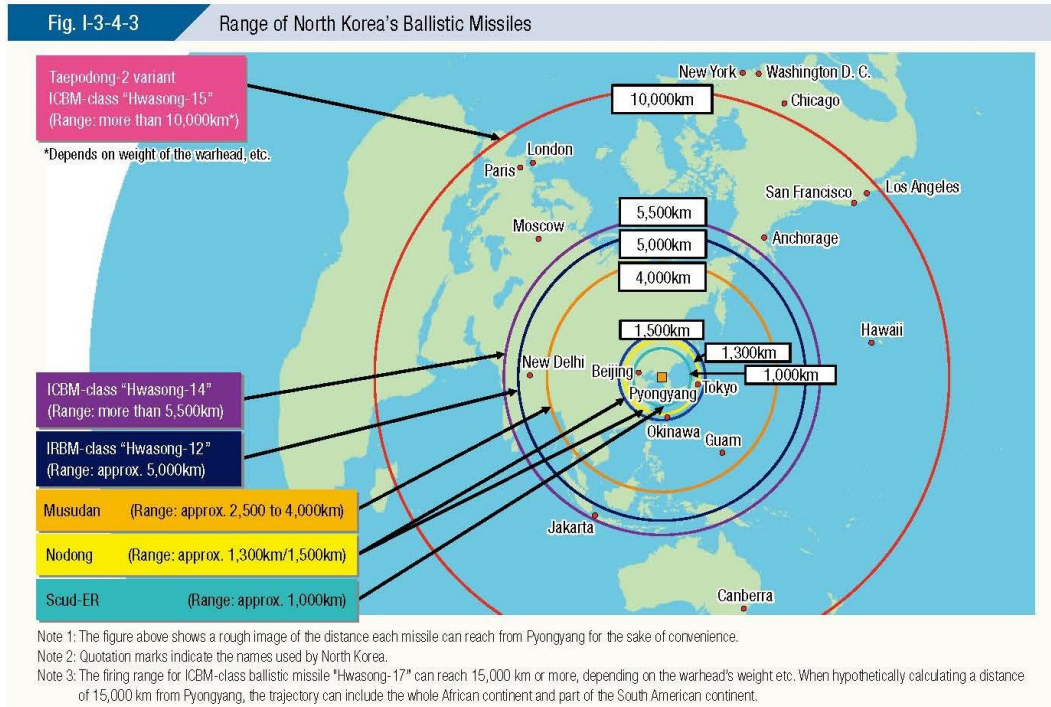 Fig. I-3-4-3
Range of North Korea's Ballistic Missiles
Taepodong-2 variant
ICBM-class “Hwasong-15”
(Range: more than 10,000km*)
*Depends on weight of the warhead, etc.
New York
Washington D. C.
10,000km
Chicago
London
Paris
San Francisco
Los Angeles
5,500km
Moscow
Anchorage
5,000km
4,000km
1,500km
Hawaii
1,300km
New Delhi
Beijing
1,000km
Pyongyang
Tokyo
Okinawa
Guam
ICBM-class “Hwasong-14”
(Range: more than 5,500km)
IRBM-class “Hwasong-12”
(Range: approx. 5,000km)
Musudan (Range: approx. 2,500 to 4,000km)
Jakarta
Nodong (Range: approx. 1,300km/1,500km)
Scud-ER (Range: approx. 1,000km)
Canberra
Note 1: The figure above shows a rough image of the distance each missile can reach from Pyongyang for the sake of convenience.
Note 2: Quotation marks indicate the names used by North Korea.
Note 3: The firing range for ICBM-class ballistic missile "Hwasong-17" can reach 15,000 km or more, depending on the warhead's weight etc. When hypothetically calculating a distance
of 15,000 km from Pyongyang, the trajectory can include the whole African continent and part of the South American continent.